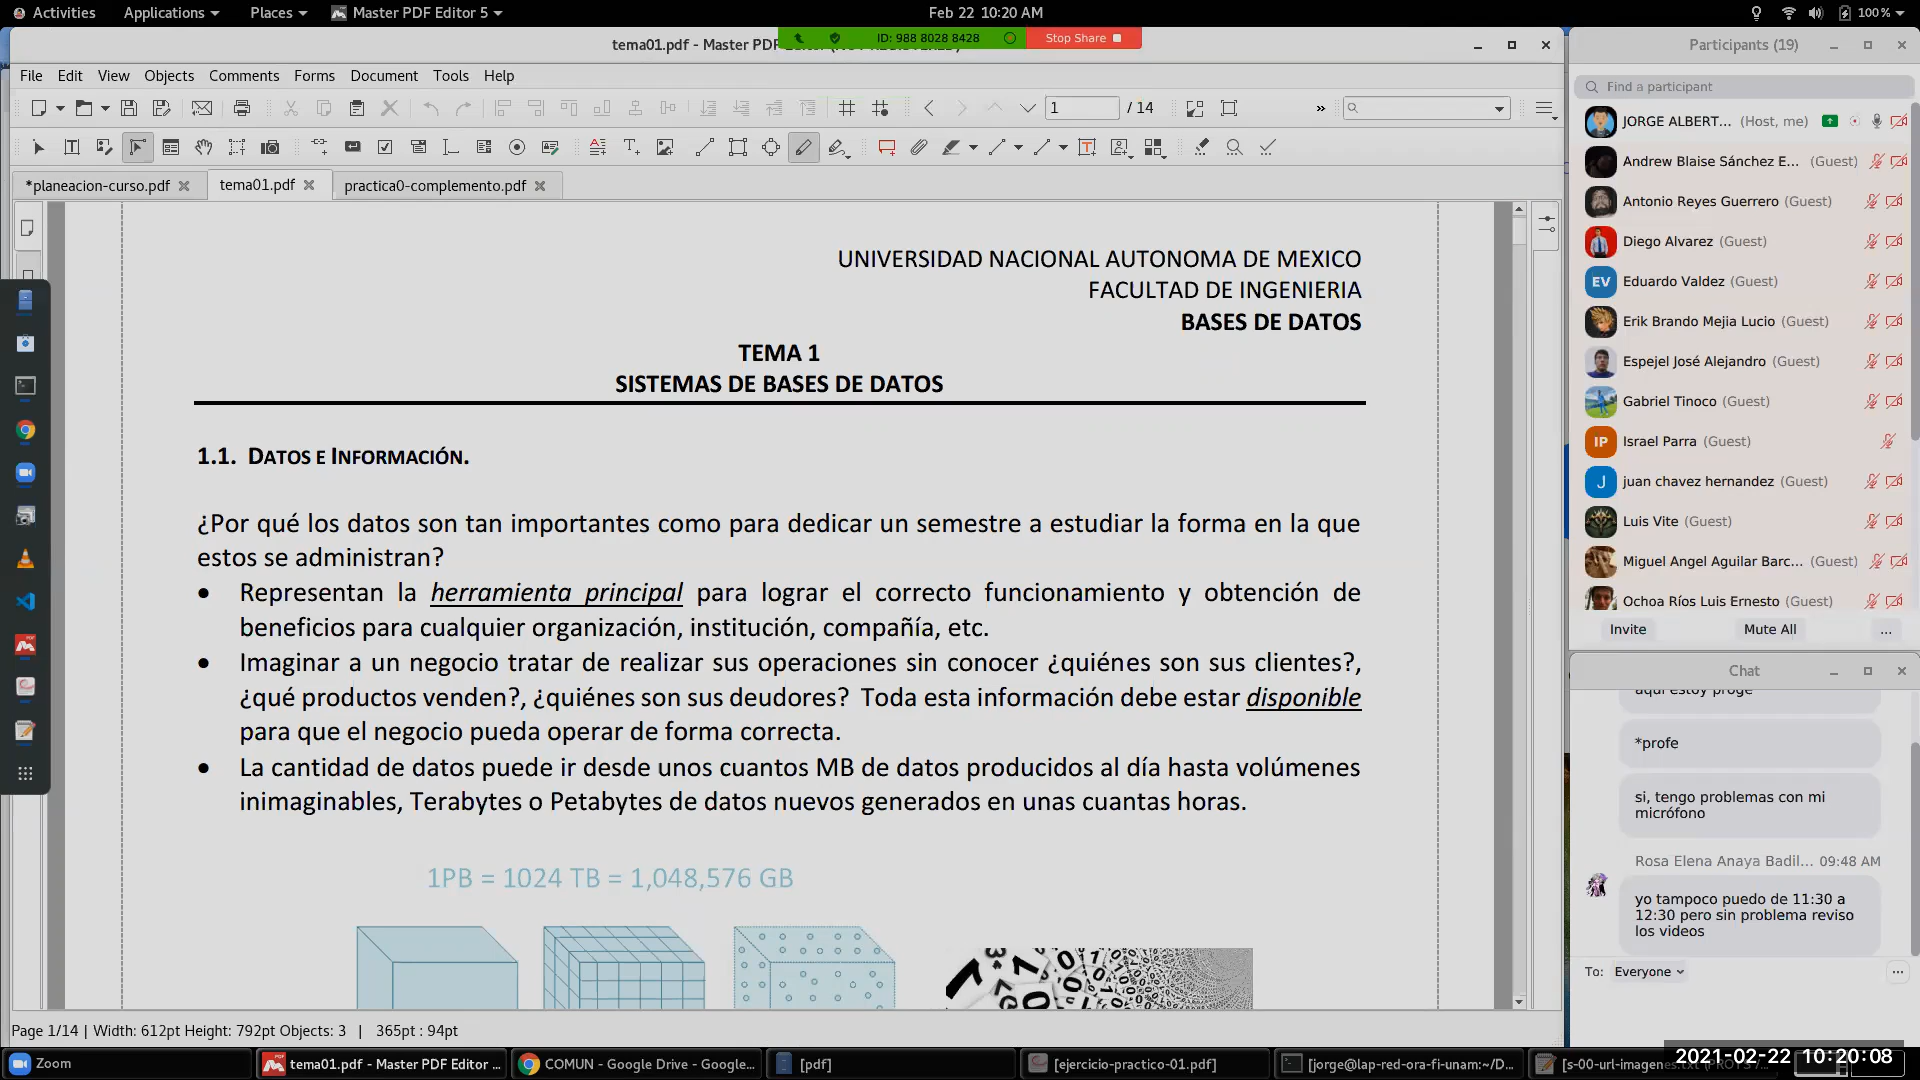 Activities Applications Places Master PDF Editor 5 Feb 22 10:20 AM 100%
tema01.pdf - Master PDF
ID: 988 8028 8428 Stop Share
File Edit View Objects Comments Forms Document Tools Help
1 / 14
*planeacion-curso.pdf tema01.pdf practica0-complemento.pdf
UNIVERSIDAD NACIONAL AUTONOMA DE MEXICO
FACULTAD DE INGENIERIA
BASES DE DATOS
TEMA 1
SISTEMAS DE BASES DE DATOS
1.1. DATOS E INFORMACIÓN.
¿Por qué los datos son tan importantes como para dedicar un semestre a estudiar la forma en la que
estos se administran?
• Representan la herramienta principal para lograr el correcto funcionamiento y obtención de
beneficios para cualquier organización, institución, compañía, etc.
• Imaginar a un negocio tratar de realizar sus operaciones sin conocer ¿quiénes son sus clientes?,
¿qué productos venden?, ¿quiénes son sus deudores? Toda esta información debe estar disponible
para que el negocio pueda operar de forma correcta.
• La cantidad de datos puede ir desde unos cuantos MB de datos producidos al día hasta volúmenes
inimaginables, Terabytes o Petabytes de datos nuevos generados en unas cuantas horas.
1PB = 1024 TB = 1,048,576 GB
Page 1/14 | Width: 612pt Height: 792pt Objects: 3 | 365pt : 94pt
Participants (19)
Find a participant
JORGE ALBERT... (Host, me)
Andrew Blaise Sánchez E... (Guest)
Antonio Reyes Guerrero (Guest)
Diego Alvarez (Guest)
EV Eduardo Valdez (Guest)
Erik Brando Mejia Lucio (Guest)
Espejel José Alejandro (Guest)
Gabriel Tinoco (Guest)
IP Israel Parra (Guest)
J juan chavez hernandez (Guest)
Luis Vite (Guest)
Miguel Angel Aguilar Barc... (Guest)
Ochoa Ríos Luis Ernesto (Guest)
Invite Mute All ...
Chat
aqui estoy proge
*profe
si, tengo problemas con mi
micrófono
Rosa Elena Anaya Badil... 09:48 AM
yo tampoco puedo de 11:30 a
12:30 pero sin problema reviso
los videos
To: Everyone
Zoom tema01.pdf - Master PDF Editor ... COMUN - Google Drive - Google... [pdf] [ejercicio-practico-01.pdf] [jorge@lap-red-ora-fi-unam:~/D... [s-00-url-imagenes.txt
2021-02-22 10:20:08